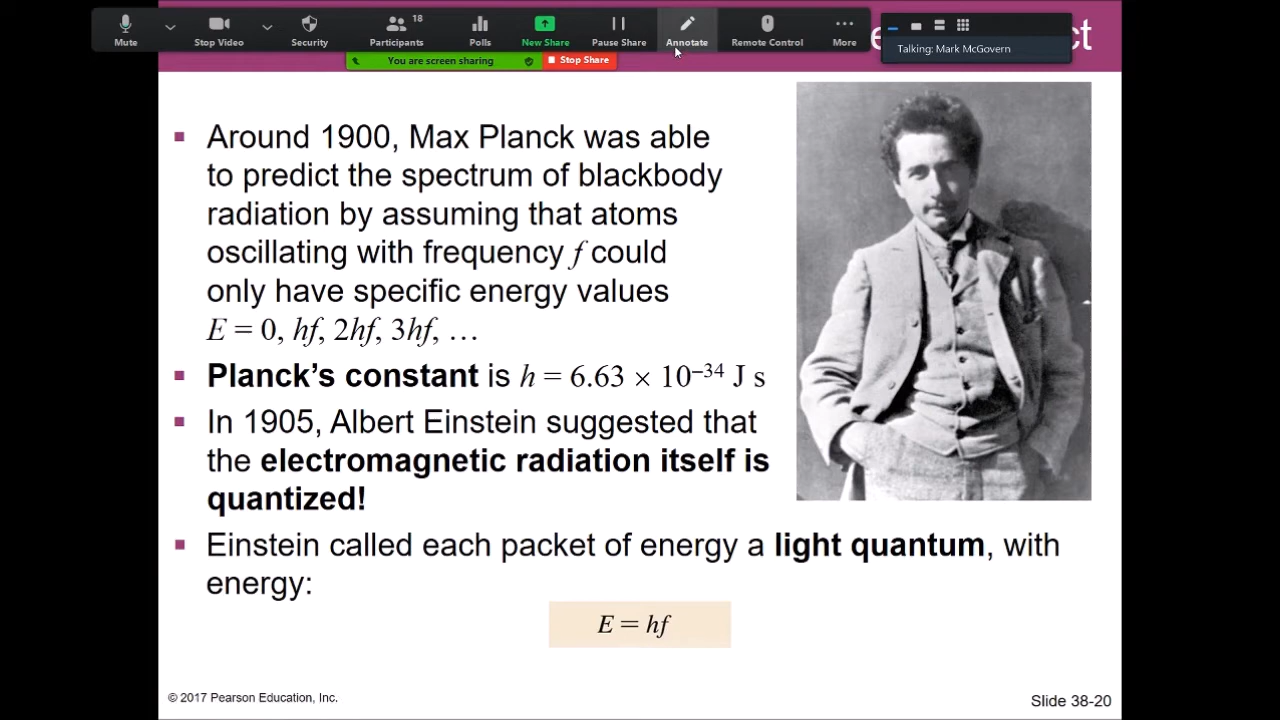 18
Mute
Stop Video
Security
Participants
Polls
New Share
Pause Share
Annotate
Remote Control
More
Talking: Mark McGovern
You are screen sharing
Stop Share
Around 1900, Max Planck was able
to predict the spectrum of blackbody
radiation by assuming that atoms
oscillating with frequency f could
only have specific energy values
E = 0, hf, 2hf, 3hf, …
Planck’s constant is h = 6.63 × 10⁻³⁴ J s
In 1905, Albert Einstein suggested that
the electromagnetic radiation itself is
quantized!
Einstein called each packet of energy a light quantum, with
energy:
E = hf
© 2017 Pearson Education, Inc.
Slide 38-20